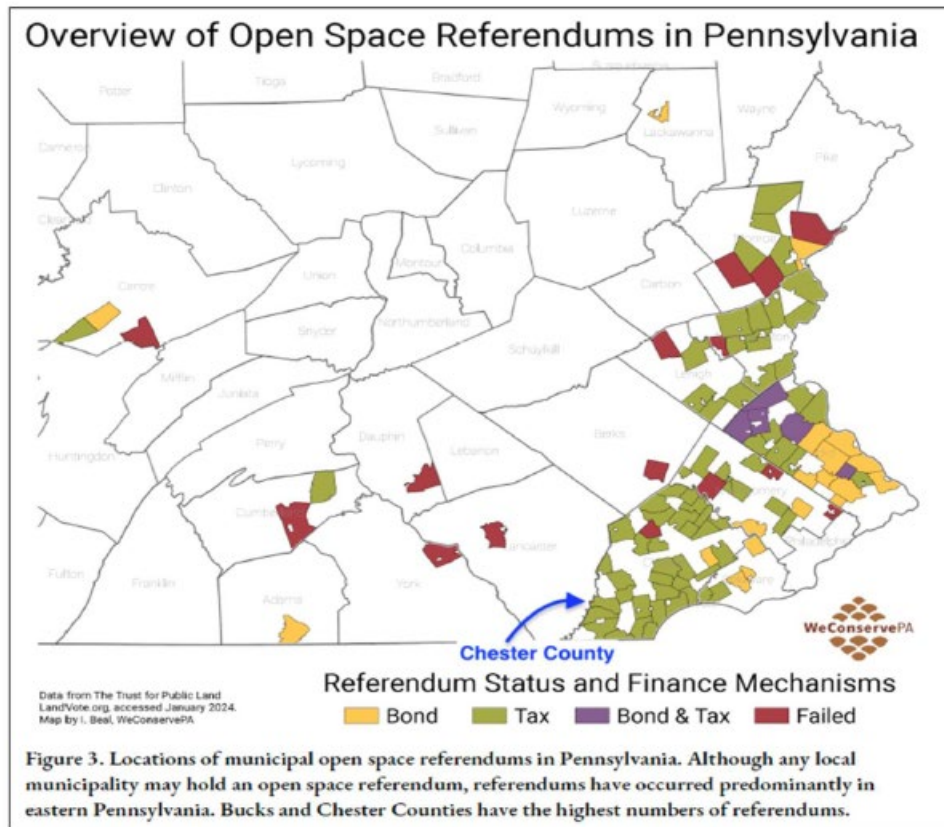 Overview of Open Space Referendums in Pennsylvania
Susquehanna
Potter
Tioga
Bradford
Wyoming
Wayne
Lackawanna
Sullivan
Cameron
Lycoming
Pike
Clinton
Luzerne
Columbia
Monroe
Montour
Union
Carbon
Centre
Northumberland
Snyder
Schuylkill
Mifflin
Lehigh
Juniata
Dauphin
Berks
Perry
Lebanon
Huntingdon
Lancaster
Philadelphia
Fulton
Franklin
York
Adams
WeConservePA
Chester County
Data from The Trust for Public Land
LandVote.org, accessed January 2024.
Map by I. Beal, WeConservePA
Referendum Status and Finance Mechanisms
Bond Tax Bond & Tax Failed
Figure 3. Locations of municipal open space referendums in Pennsylvania. Although any local
municipality may hold an open space referendum, referendums have occurred predominantly in
eastern Pennsylvania. Bucks and Chester Counties have the highest numbers of referendums.